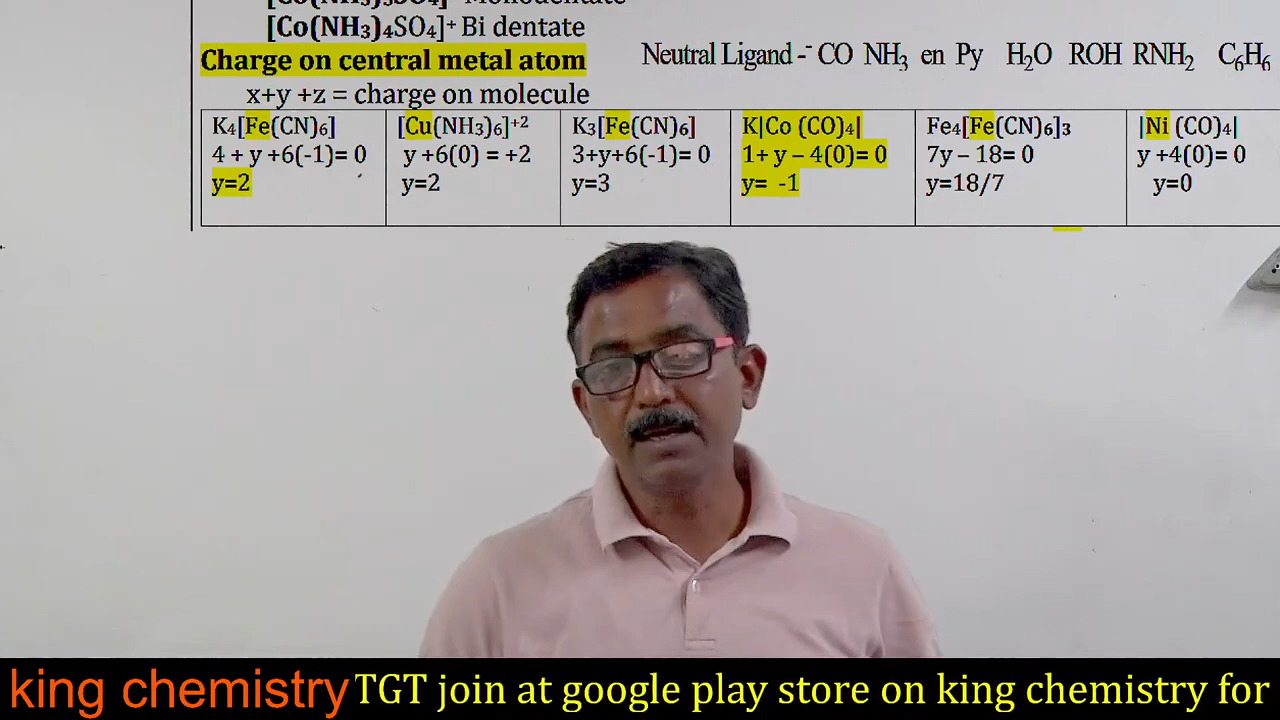 [Co(NH₃)₅SO₄]⁺ Monodentate
[Co(NH₃)₄SO₄]⁺ Bi dentate
Charge on central metal atom
Neutral Ligand -⁻ CO NH₃ en Py H₂O ROH RNH₂ C₆H₆
x+y +z = charge on molecule
K₄[Fe(CN)₆]
4 + y +6(-1)= 0
y=2
[Cu(NH₃)₆]⁺²
y +6(0) = +2
y=2
K₃[Fe(CN)₆]
3+y+6(-1)= 0
y=3
K|Co (CO)₄|
1+ y – 4(0)= 0
y= -1
Fe₄[Fe(CN)₆]₃
7y – 18= 0
y=18/7
|Ni (CO)₄|
y +4(0)= 0
y=0
king chemistry TGT join at google play store on king chemistry for